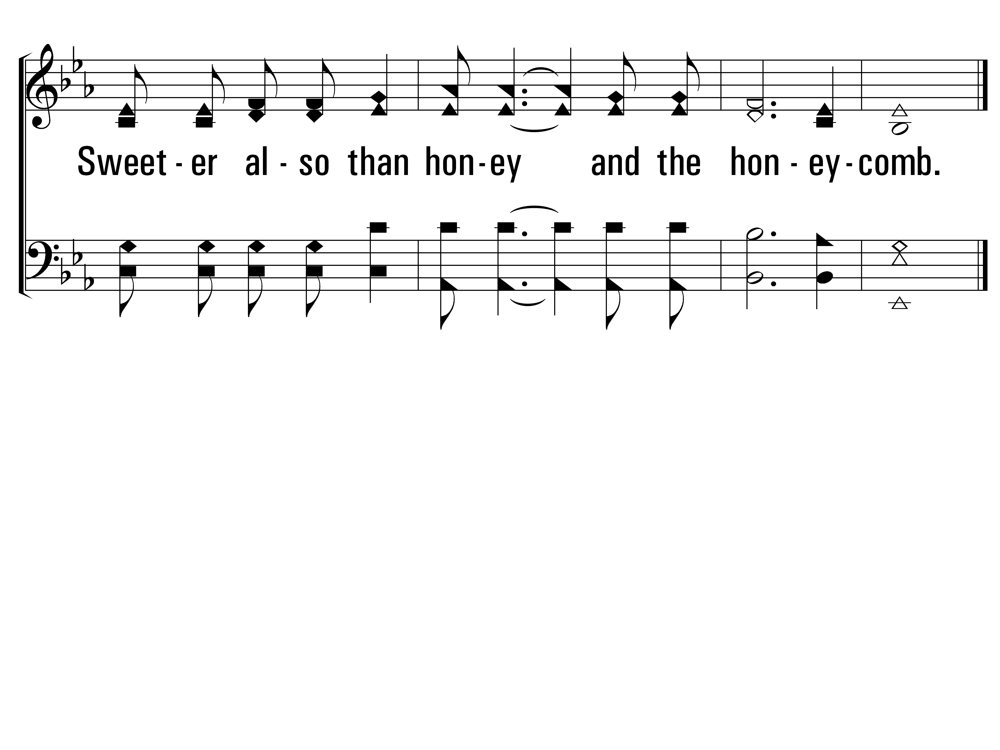 Sweet - er al - so than hon - ey and the hon - ey - comb.